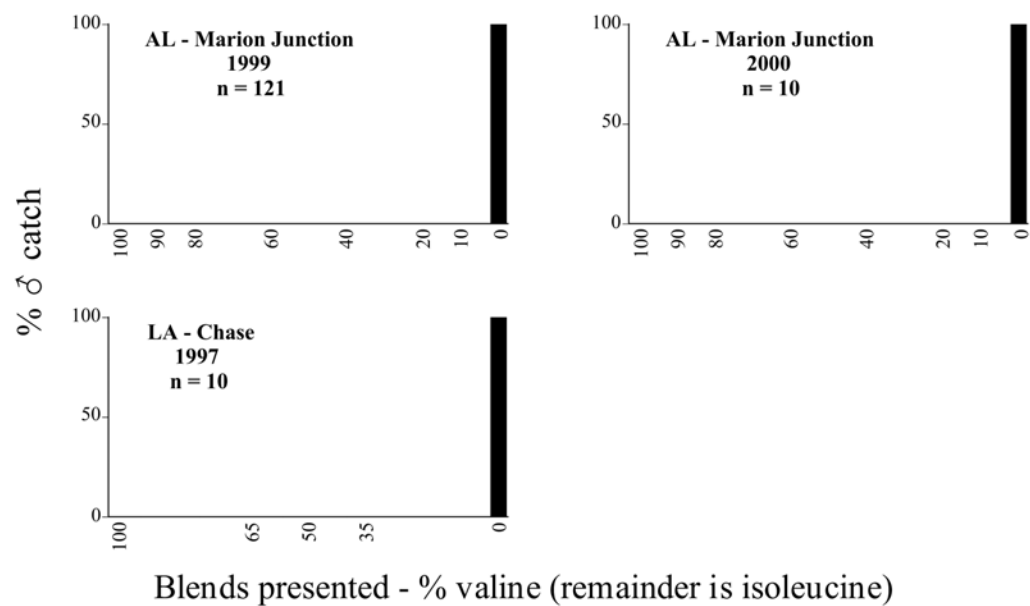 % ♂ catch
100
50
0
AL - Marion Junction
1999
n = 121
100 90 80 60 40 20 10 0
100
50
0
AL - Marion Junction
2000
n = 10
100 90 80 60 40 20 10 0
100
50
0
LA - Chase
1997
n = 10
100 65 50 35 0
Blends presented - % valine (remainder is isoleucine)